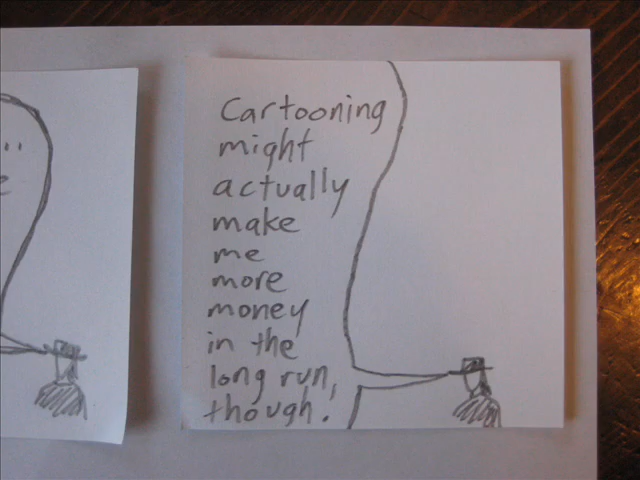 Cartooning
might
actually
make
me
more
money
in the
long run,
though.